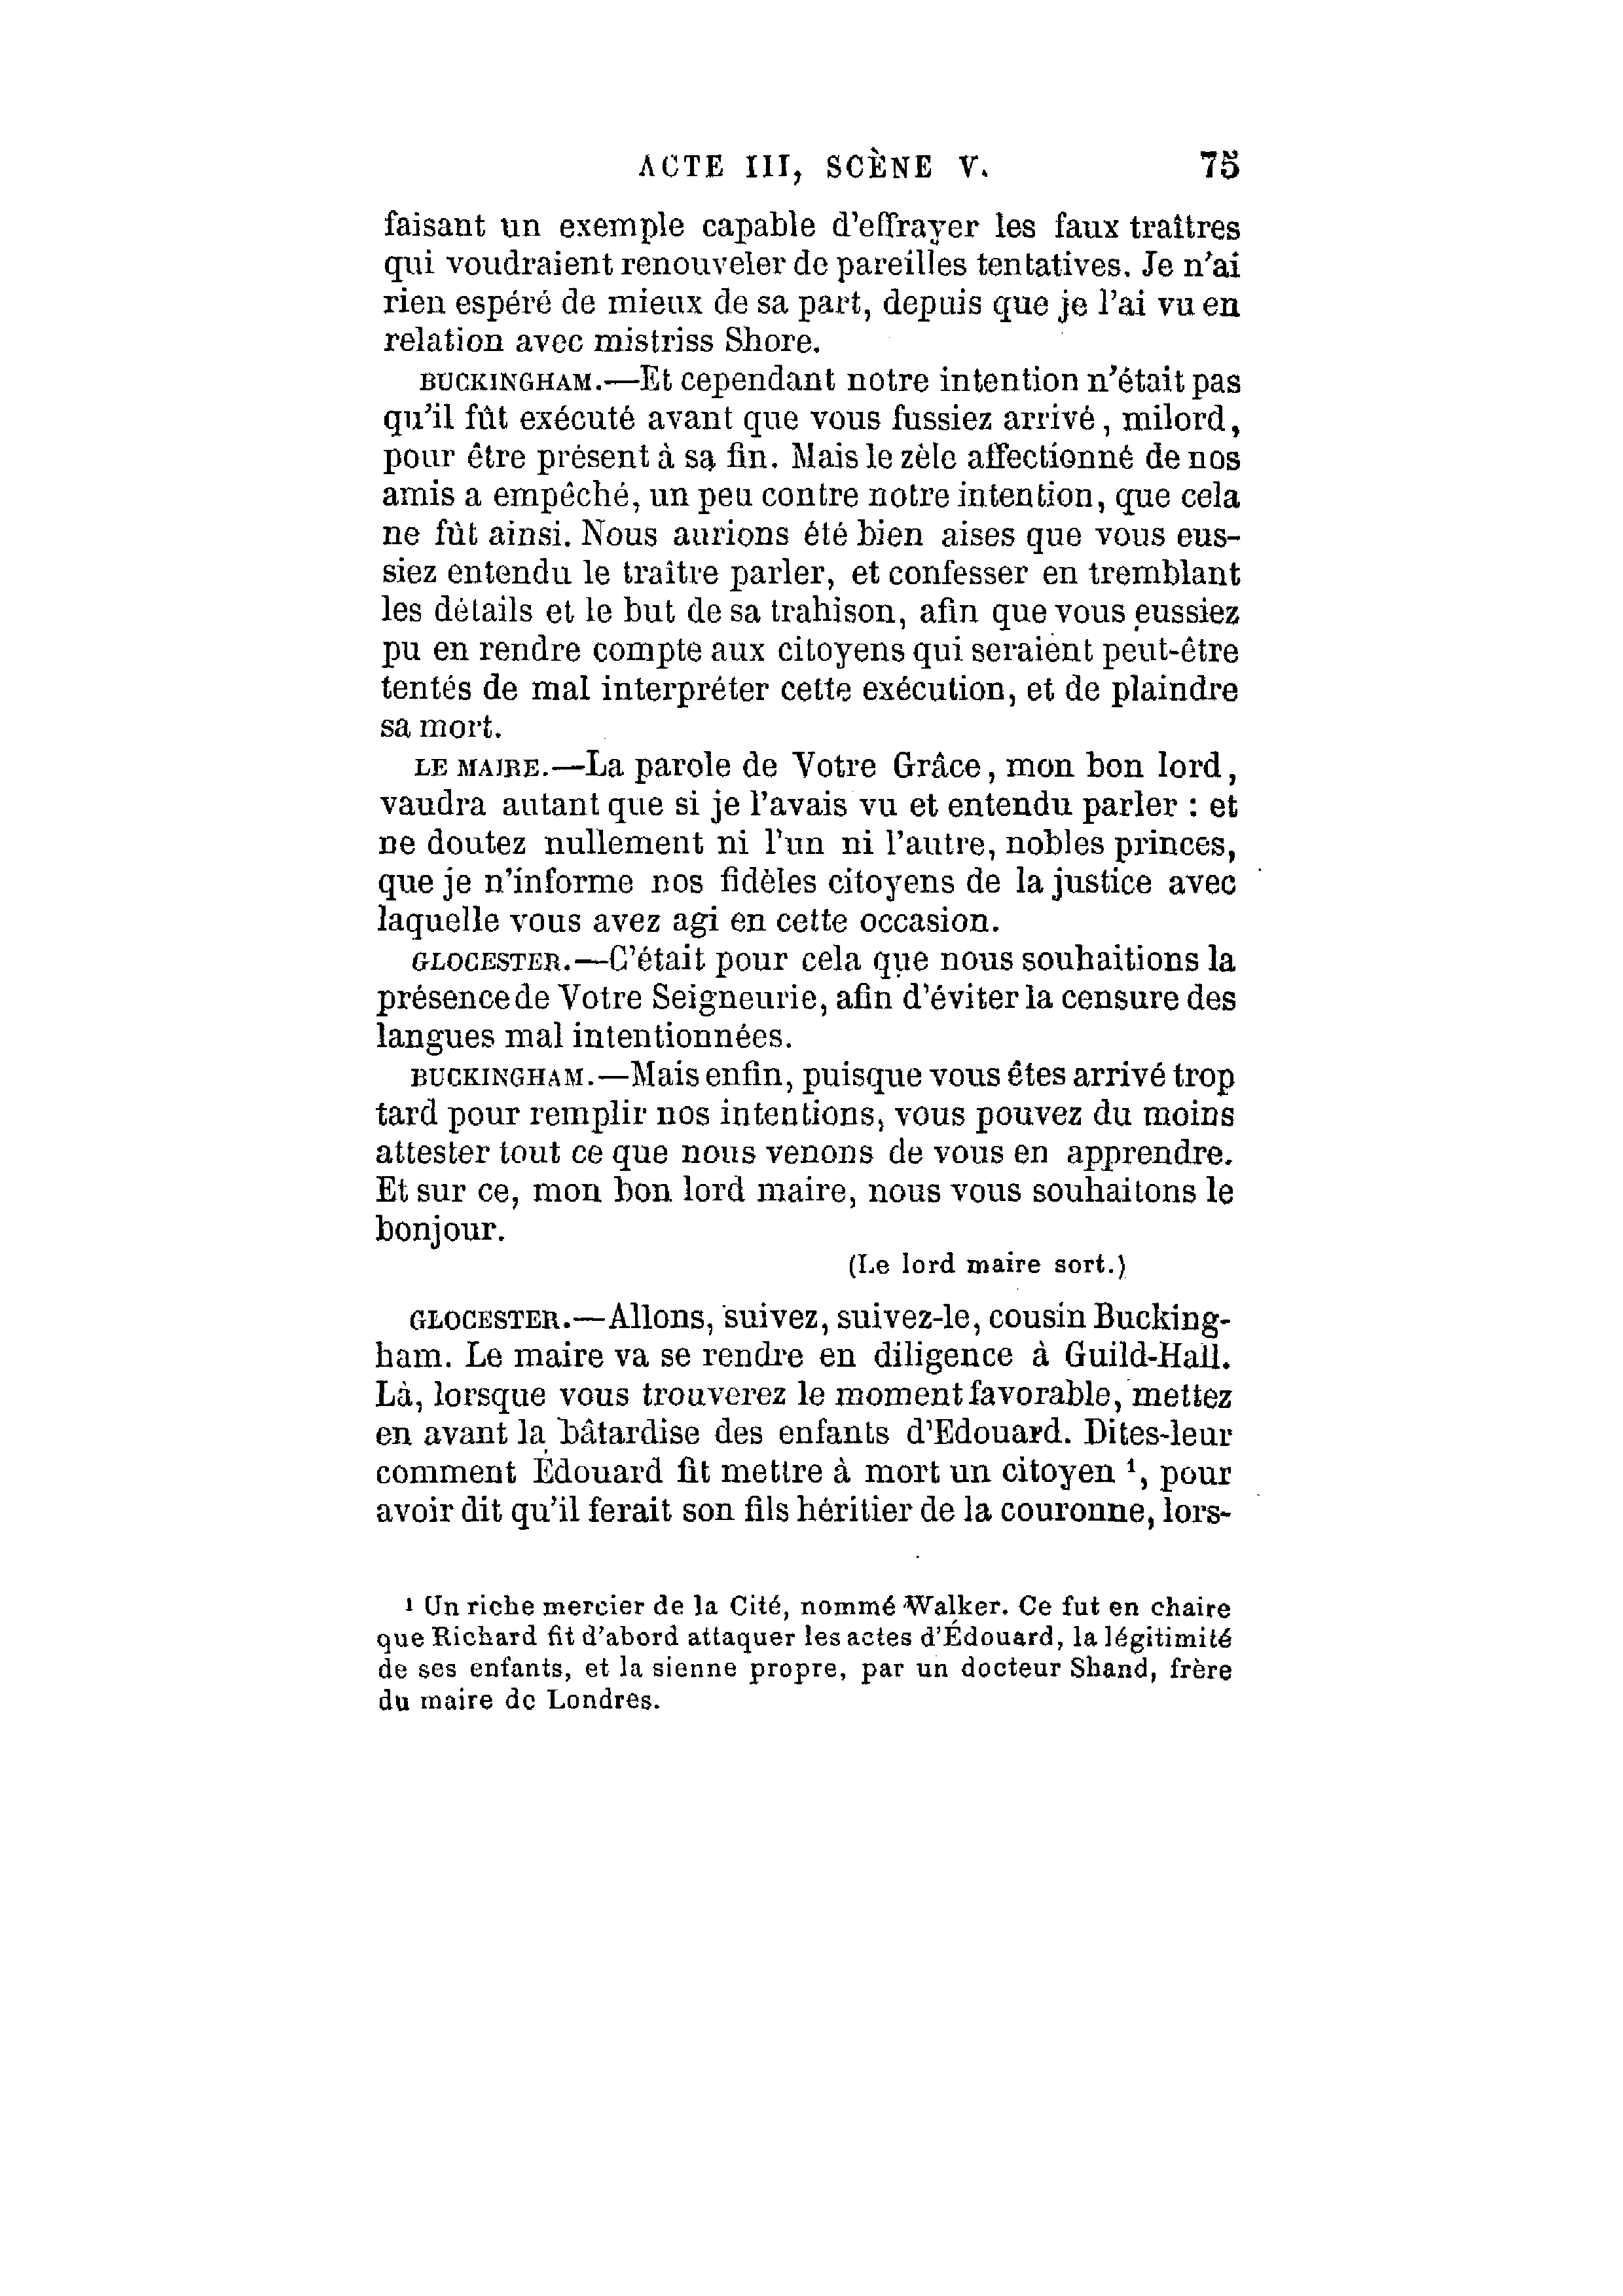 ACTE III, SCÈNE V. 75
faisant un exemple capable d'effrayer les faux traîtres
qui voudraient renouveler de pareilles tentatives. Je n'ai
rien espéré de mieux de sa part, depuis que je l'ai vu en
relation avec mistriss Shore.
BUCKINGHAM.—Et cependant notre intention n'était pas
qu'il fût exécuté avant que vous fussiez arrivé, milord,
pour être présent à sa fin. Mais le zèle affectionné de nos
amis a empêché, un peu contre notre intention, que cela
ne fût ainsi. Nous aurions été bien aises que vous eus-
siez entendu le traître parler, et confesser en tremblant
les détails et le but de sa trahison, afin que vous eussiez
pu en rendre compte aux citoyens qui seraient peut-être
tentés de mal interpréter cette exécution, et de plaindre
sa mort.
LE MAIRE.—La parole de Votre Grâce, mon bon lord,
vaudra autant que si je l'avais vu et entendu parler : et
ne doutez nullement ni l'un ni l'autre, nobles princes,
que je n'informe nos fidèles citoyens de la justice avec
laquelle vous avez agi en cette occasion.
GLOCESTER.—C'était pour cela que nous souhaitions la
présence de Votre Seigneurie, afin d'éviter la censure des
langues mal intentionnées.
BUCKINGHAM.—Mais enfin, puisque vous êtes arrivé trop
tard pour remplir nos intentions, vous pouvez du moins
attester tout ce que nous venons de vous en apprendre.
Et sur ce, mon bon lord maire, nous vous souhaitons le
bonjour.
(Le lord maire sort.)
GLOCESTER.—Allons, suivez, suivez-le, cousin Bucking-
ham. Le maire va se rendre en diligence à Guild-Hall.
Là, lorsque vous trouverez le moment favorable, mettez
en avant la bâtardise des enfants d'Edouard. Dites-leur
comment Édouard fit mettre à mort un citoyen ¹, pour
avoir dit qu'il ferait son fils héritier de la couronne, lors-
¹ Un riche mercier de la Cité, nommé Walker. Ce fut en chaire
que Richard fit d'abord attaquer les actes d'Édouard, la légitimité
de ses enfants, et la sienne propre, par un docteur Shand, frère
du maire de Londres.